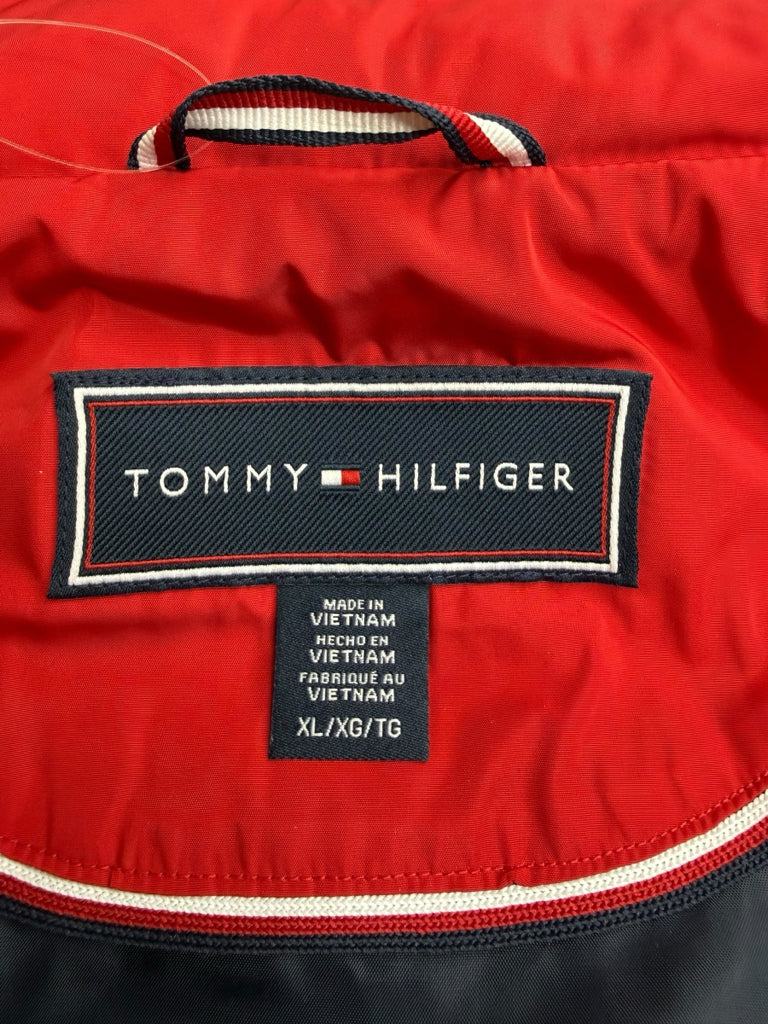 TOMMY HILFIGER
MADE IN
VIETNAM
HECHO EN
VIETNAM
FABRIQUÉ AU
VIETNAM
XL/XG/TG